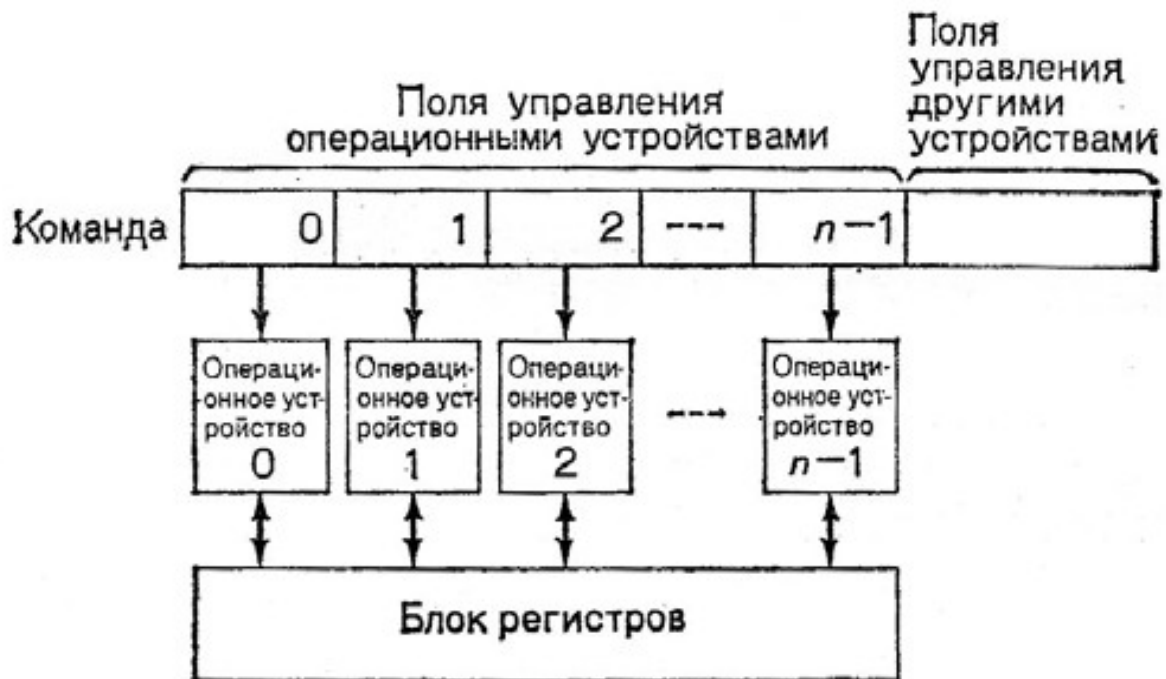 Поля
управления
другими
устройствами
Поля управления
операционными устройствами
Команда 0 1 2 --- n-1
Операци-
онное уст-
ройство
0
Операци-
онное уст-
ройство
1
Операци-
онное уст-
ройство
2
---
Операци-
онное уст-
ройство
n-1
Блок регистров